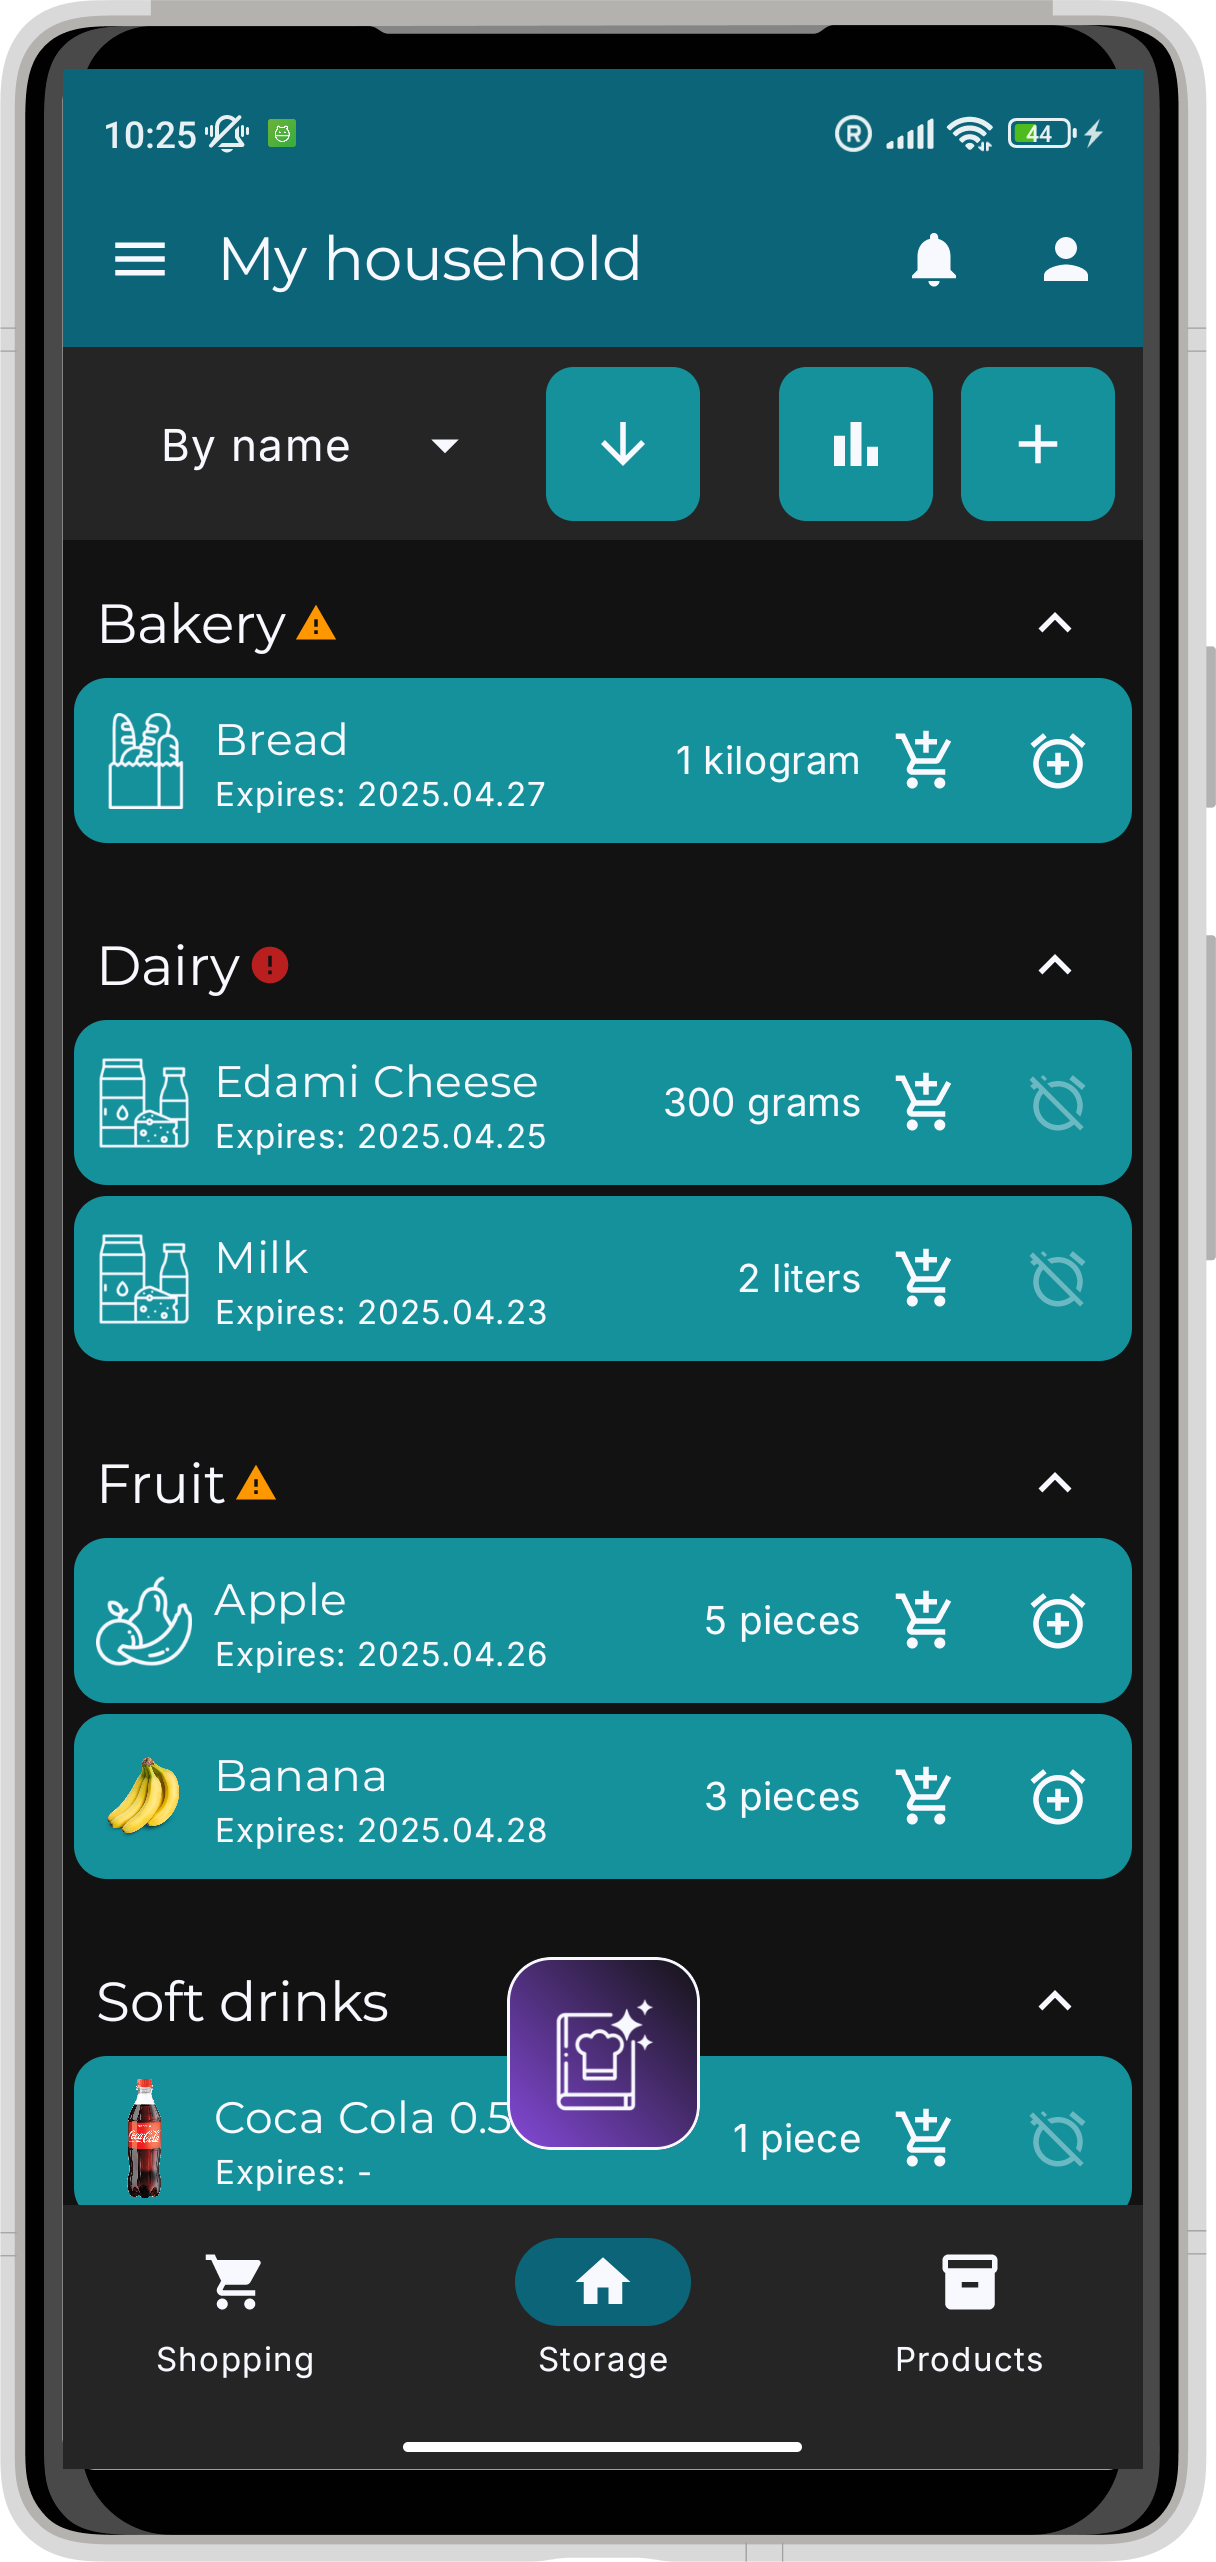 10:25
R
44
My household
By name
Bakery
Bread
1 kilogram
Expires: 2025.04.27
Dairy
Edami Cheese
300 grams
Expires: 2025.04.25
Milk
2 liters
Expires: 2025.04.23
Fruit
Apple
5 pieces
Expires: 2025.04.26
Banana
3 pieces
Expires: 2025.04.28
Soft drinks
Coca Cola 0.5
1 piece
Expires: -
Coca-Cola
Shopping
Storage
Products